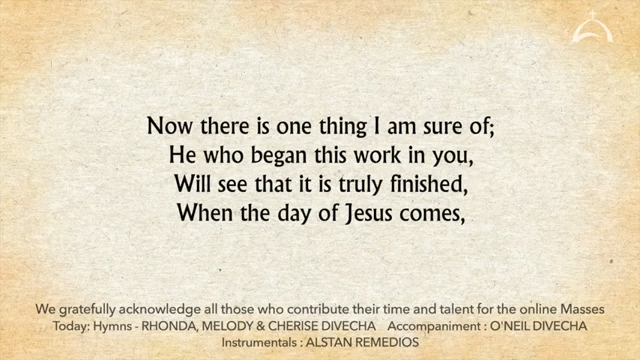 Now there is one thing I am sure of;
He who began this work in you,
Will see that it is truly finished,
When the day of Jesus comes,
We gratefully acknowledge all those who contribute their time and talent for the online Masses
Today: Hymns - RHONDA, MELODY & CHERISE DIVECHA Accompaniment : O'NEIL DIVECHA
Instrumentals : ALSTAN REMEDIOS